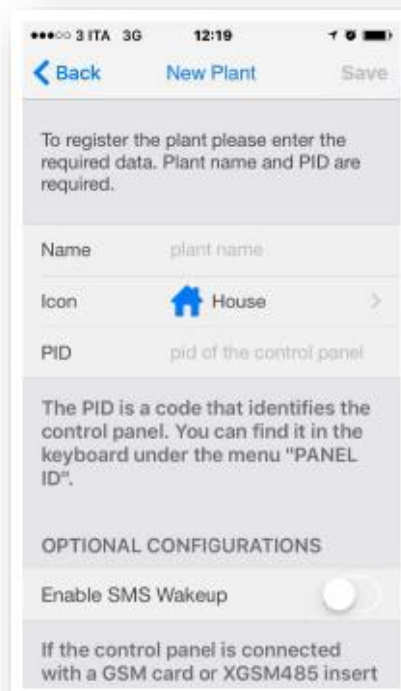 3 ITA 3G 12:19
Back New Plant Save
To register the plant please enter the
required data. Plant name and PID are
required.
Name plant name
Icon House
PID pid of the control panel
The PID is a code that identifies the
control panel. You can find it in the
keyboard under the menu "PANEL
ID".
OPTIONAL CONFIGURATIONS
Enable SMS Wakeup
If the control panel is connected
with a GSM card or XGSM485 insert